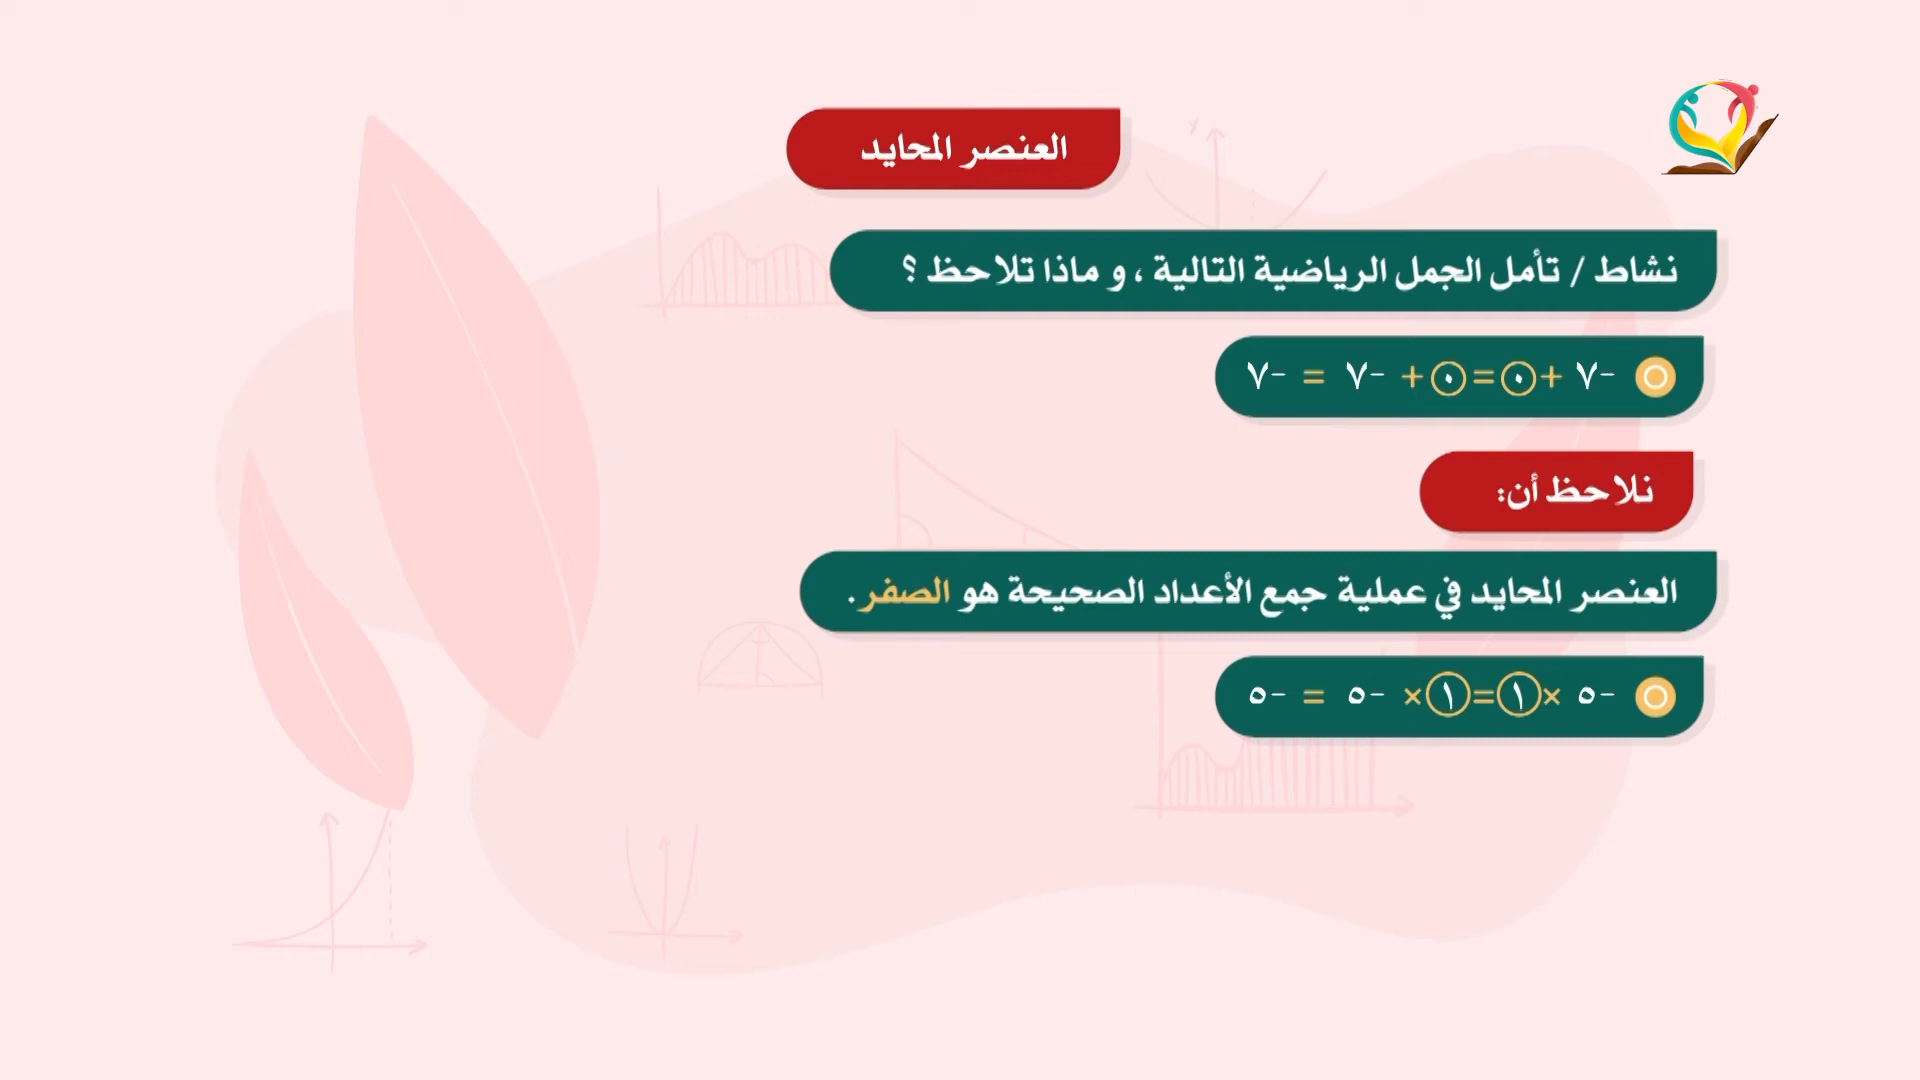 العنصر المحايد
نشاط / تأمل الجمل الرياضية التالية ، و ماذا تلاحظ ؟
-٧ + ٠ = ٠ + -٧ = -٧
نلاحظ أن:
العنصر المحايد في عملية جمع الأعداد الصحيحة هو الصفر.
-٥ × ١ = ١ × -٥ = -٥